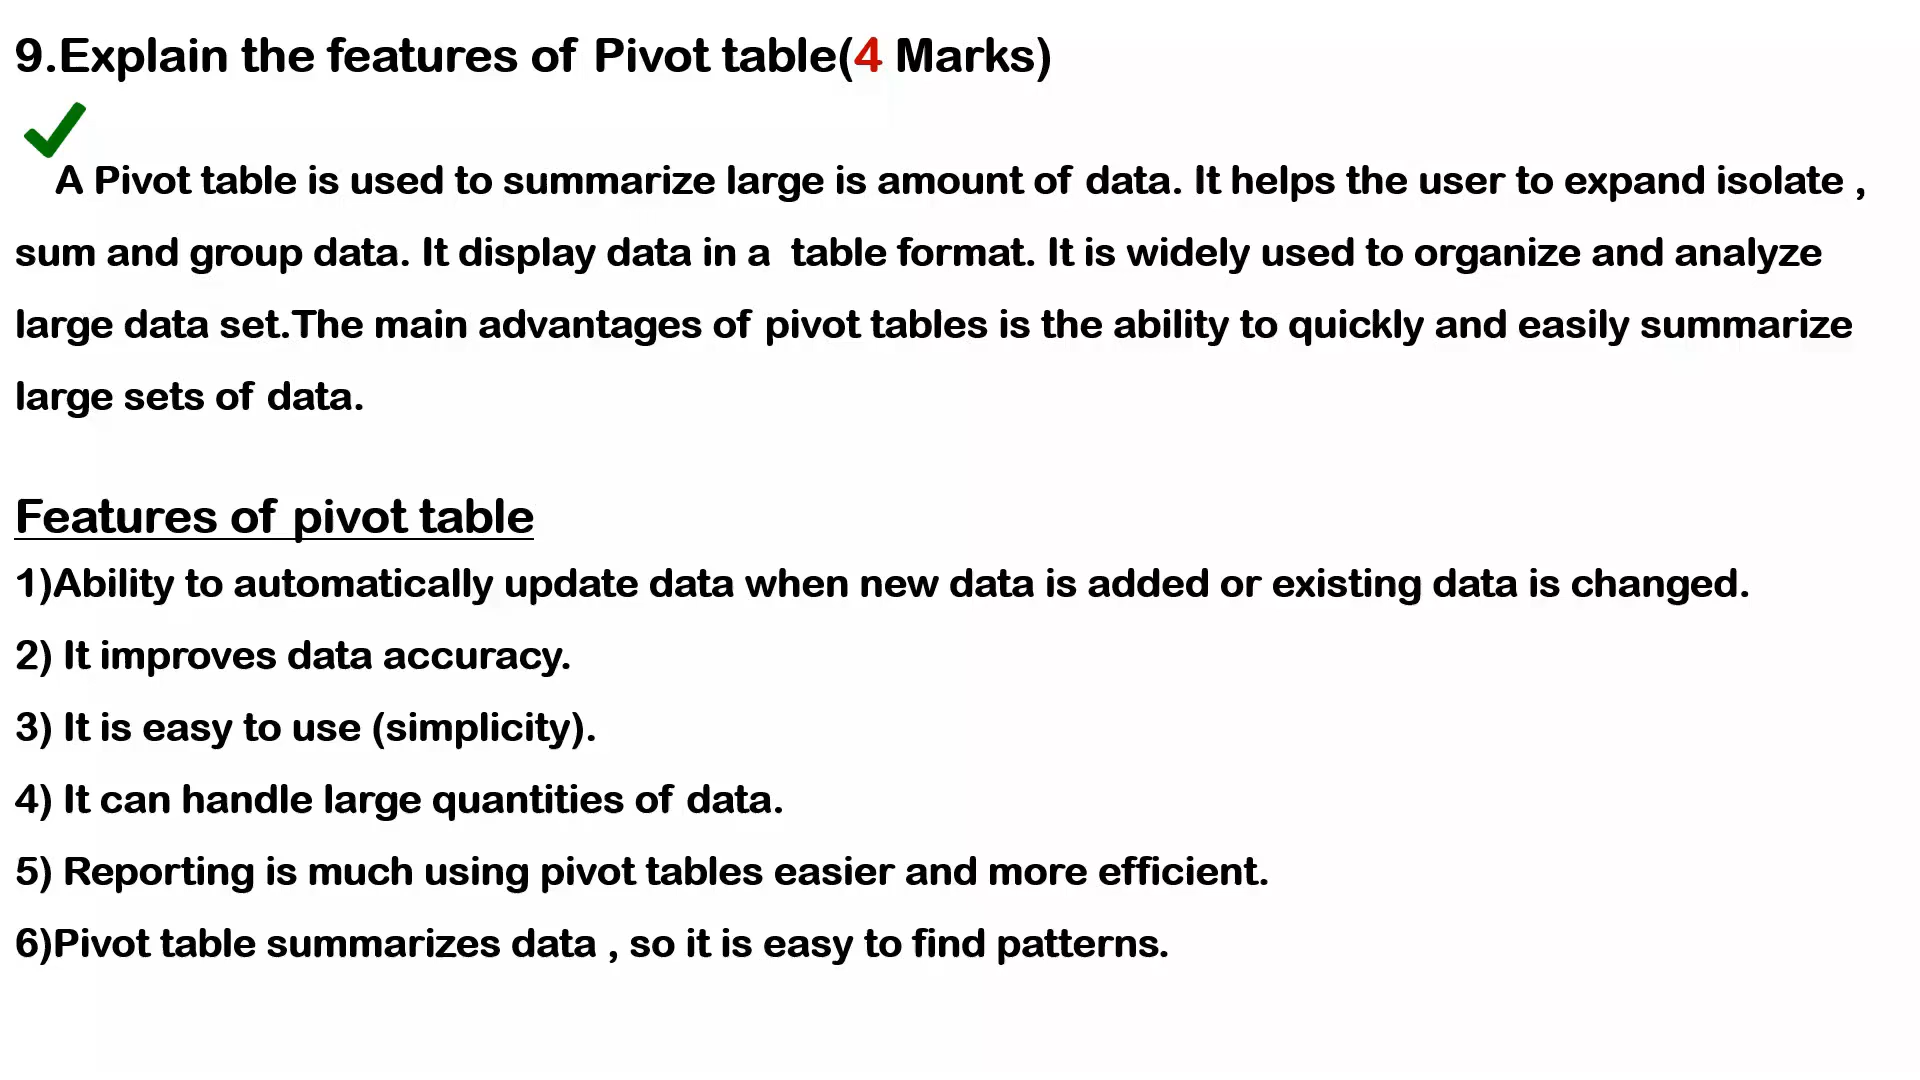 9.Explain the features of Pivot table(4 Marks)
A Pivot table is used to summarize large is amount of data. It helps the user to expand isolate ,
sum and group data. It display data in a table format. It is widely used to organize and analyze
large data set.The main advantages of pivot tables is the ability to quickly and easily summarize
large sets of data.
Features of pivot table
1)Ability to automatically update data when new data is added or existing data is changed.
2) It improves data accuracy.
3) It is easy to use (simplicity).
4) It can handle large quantities of data.
5) Reporting is much using pivot tables easier and more efficient.
6)Pivot table summarizes data , so it is easy to find patterns.